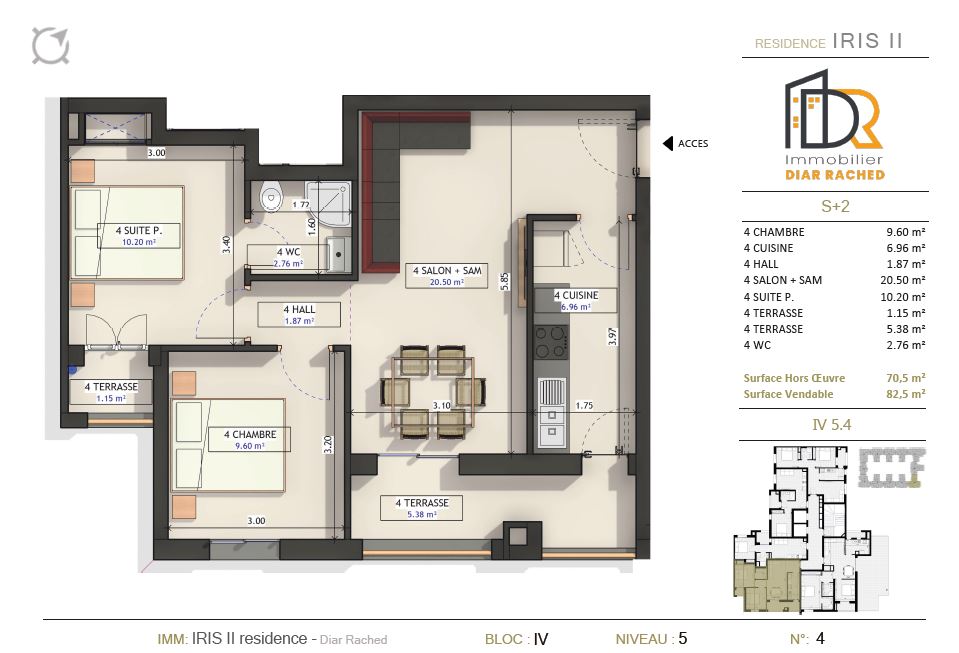 RESIDENCE IRIS II
DR
Immobilier
DIAR RACHED
ACCES
S+2
4 CHAMBRE 9.60 m²
4 CUISINE 6.96 m²
4 HALL 1.87 m²
4 SALON + SAM 20.50 m²
4 SUITE P. 10.20 m²
4 TERRASSE 1.15 m²
4 TERRASSE 5.38 m²
4 WC 2.76 m²
Surface Hors Œuvre 70,5 m²
Surface Vendable 82,5 m²
IV 5.4
3.00
4 SUITE P.
10.20 m²
3.40
1.77
1.60
4 WC
2.76 m²
4 SALON + SAM
20.50 m²
5.85
4 CUISINE
6.96 m²
3.97
4 HALL
1.87 m²
4 TERRASSE
1.15 m²
3.10
1.75
4 CHAMBRE
9.60 m²
3.20
3.00
4 TERRASSE
5.38 m²
IMM: IRIS II residence - Diar Rached BLOC : IV NIVEAU : 5 N°: 4